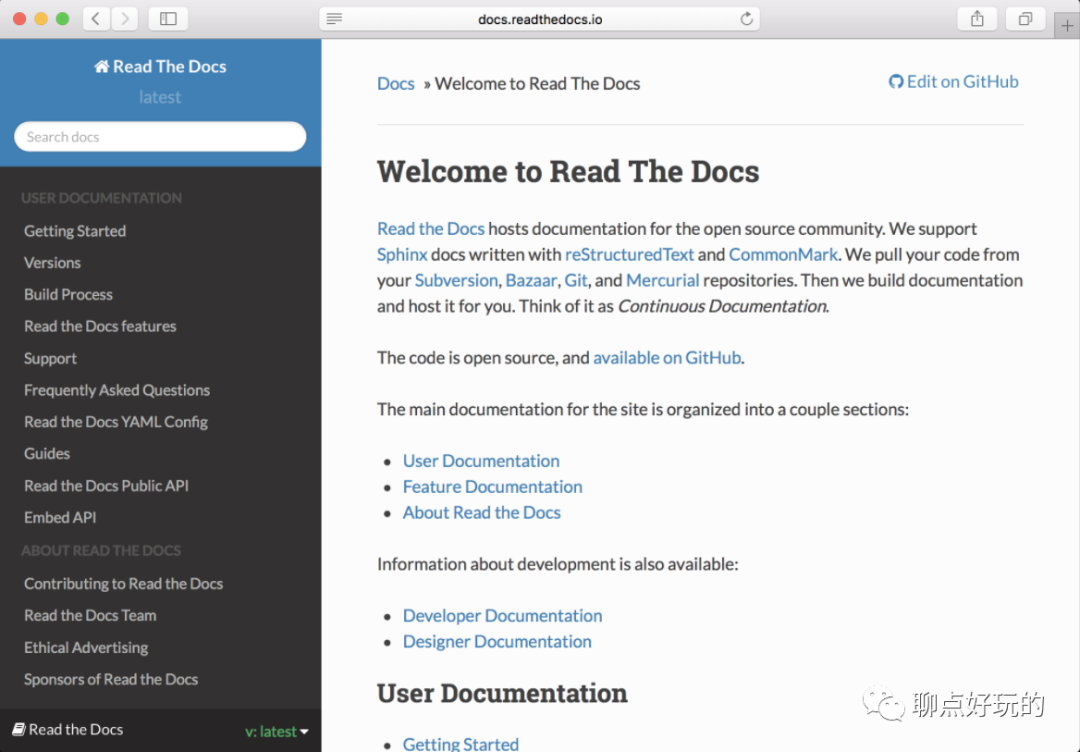 docs.readthedocs.io
Read The Docs
latest
Search docs
USER DOCUMENTATION
Getting Started
Versions
Build Process
Read the Docs features
Support
Frequently Asked Questions
Read the Docs YAML Config
Guides
Read the Docs Public API
Embed API
ABOUT READ THE DOCS
Contributing to Read the Docs
Read the Docs Team
Ethical Advertising
Sponsors of Read the Docs
Read the Docs
v: latest
Docs » Welcome to Read The Docs
Edit on GitHub
Welcome to Read The Docs
Read the Docs hosts documentation for the open source community. We support
Sphinx docs written with reStructuredText and CommonMark. We pull your code from
your Subversion, Bazaar, Git, and Mercurial repositories. Then we build documentation
and host it for you. Think of it as Continuous Documentation.
The code is open source, and available on GitHub.
The main documentation for the site is organized into a couple sections:
• User Documentation
• Feature Documentation
• About Read the Docs
Information about development is also available:
• Developer Documentation
• Designer Documentation
User Documentation
• Getting Started
聊点好玩的